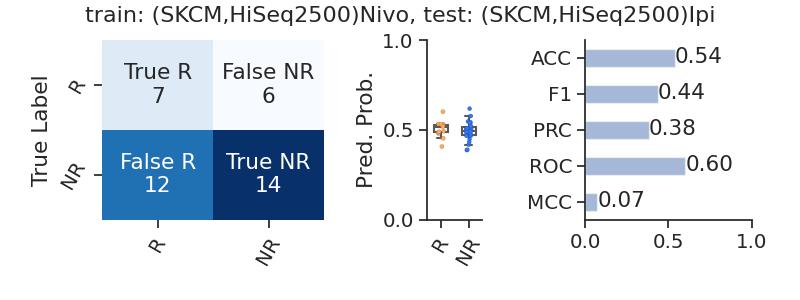 train: (SKCM,HiSeq2500)Nivo, test: (SKCM,HiSeq2500)Ipi
True Label
R
NR
True R
7
False NR
6
False R
12
True NR
14
R
NR
Pred. Prob.
1.0
0.5
0.0
R
NR
ACC
0.54
F1
0.44
PRC
0.38
ROC
0.60
MCC
0.07
0.0
0.5
1.0